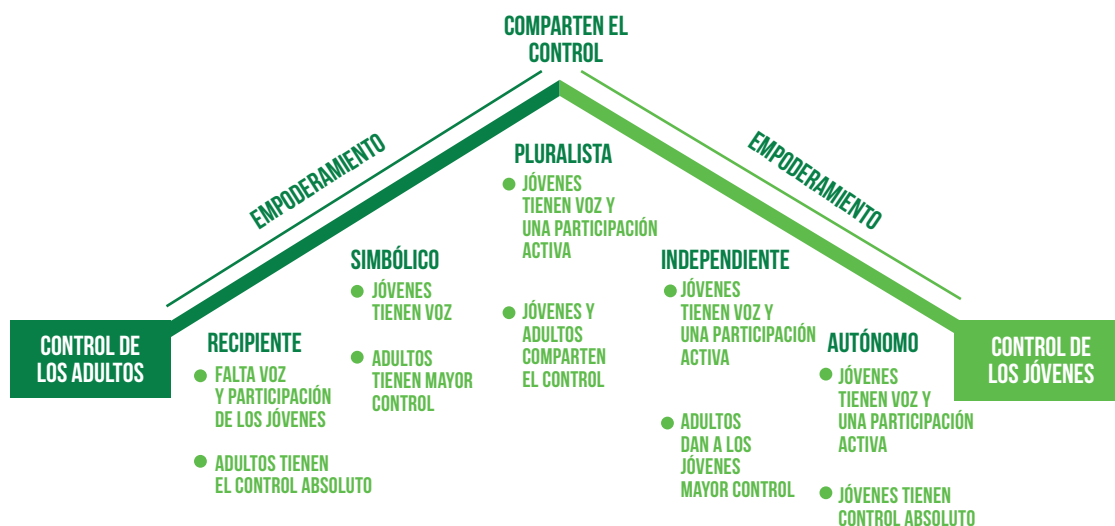 COMPARTEN EL
CONTROL
EMPODERAMIENTO
EMPODERAMIENTO
CONTROL DE
LOS ADULTOS
RECIPIENTE
FALTA VOZ
Y PARTICIPACIÓN
DE LOS JÓVENES
ADULTOS TIENEN
EL CONTROL ABSOLUTO
SIMBÓLICO
JÓVENES
TIENEN VOZ
ADULTOS
TIENEN MAYOR
CONTROL
PLURALISTA
JÓVENES
TIENEN VOZ Y
UNA PARTICIPACIÓN
ACTIVA
JÓVENES Y
ADULTOS
COMPARTEN
EL CONTROL
INDEPENDIENTE
JÓVENES
TIENEN VOZ Y
UNA PARTICIPACIÓN
ACTIVA
ADULTOS
DAN A LOS
JÓVENES
MAYOR CONTROL
AUTÓNOMO
JÓVENES
TIENEN VOZ Y
UNA PARTICIPACIÓN
ACTIVA
JÓVENES TIENEN
CONTROL ABSOLUTO
CONTROL DE
LOS JÓVENES